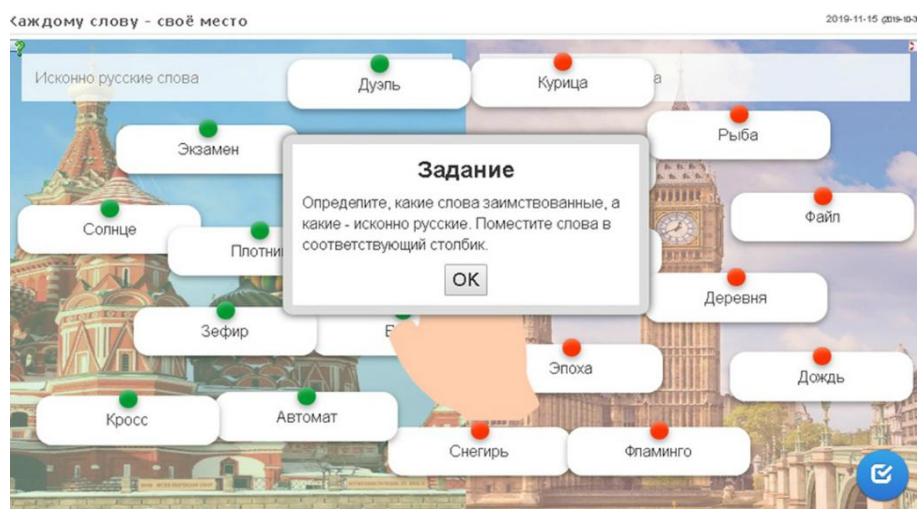 Каждому слову - своё место
2019-11-15
Исконно русские слова
Дуэль
Курица
Экзамен
Рыба
Задание
Определите, какие слова заимствованные, а
какие - исконно русские. Поместите слова в
соответствующий столбик.
OK
Солнце
Файл
Плотни
Деревня
Зефир
Эпоха
Дождь
Кросс
Автомат
Снегирь
Фламинго